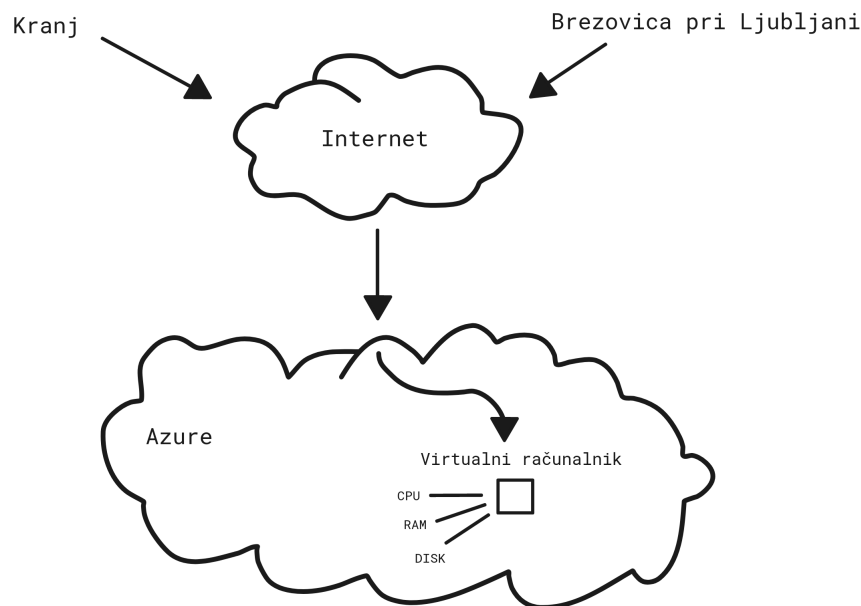 Kranj
Brezovica pri Ljubljani
Internet
Azure
Virtualni računalnik
CPU
RAM
DISK